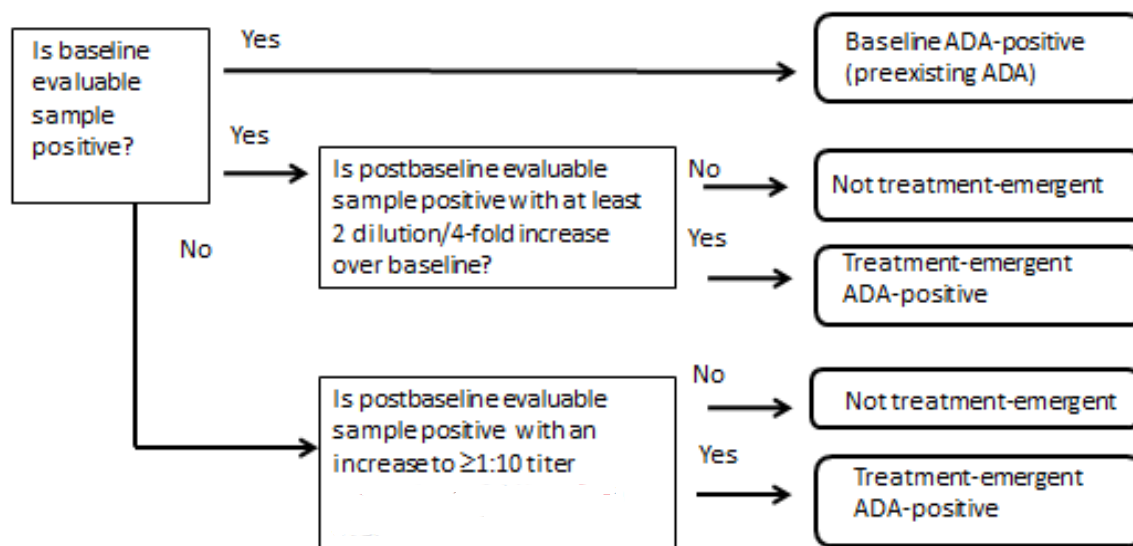 Is baseline
evaluable
sample
positive?
Yes
Baseline ADA-positive
(preexisting ADA)
Yes
Is postbaseline evaluable
sample positive with at least
2 dilution/4-fold increase
over baseline?
No
Not treatment-emergent
Yes
Treatment-emergent
ADA-positive
No
Is postbaseline evaluable
sample positive with an
increase to ≥1:10 titer
No
Not treatment-emergent
Yes
Treatment-emergent
ADA-positive